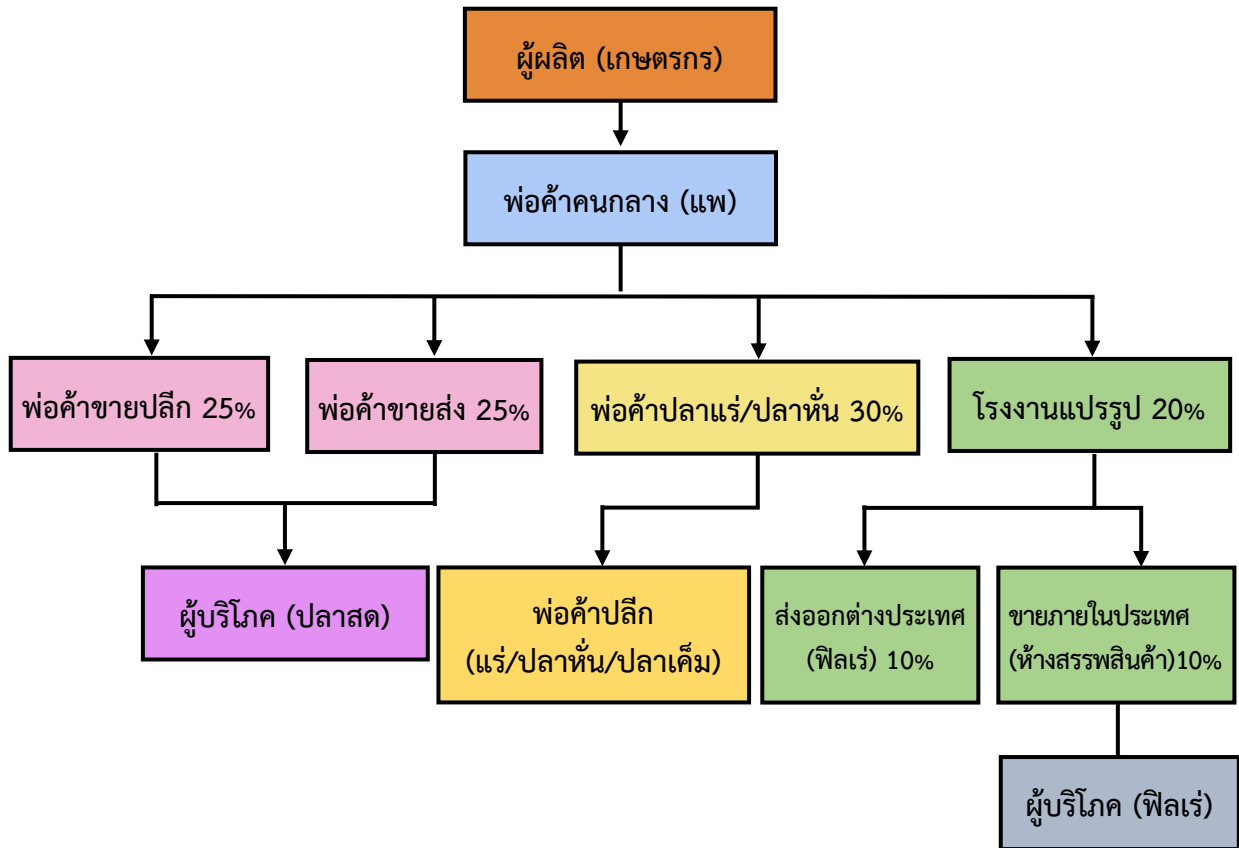 ผู้ผลิต (เกษตรกร)
พ่อค้าคนกลาง (แพ)
พ่อค้าขายปลีก 25%
พ่อค้าขายส่ง 25%
พ่อค้าปลาแร่/ปลาหั่น 30%
โรงงานแปรรูป 20%
ผู้บริโภค (ปลาสด)
พ่อค้าปลีก
(แร่/ปลาหั่น/ปลาเค็ม)
ส่งออกต่างประเทศ
(ฟิลเร่) 10%
ขายภายในประเทศ
(ห้างสรรพสินค้า)10%
ผู้บริโภค (ฟิลเร่)